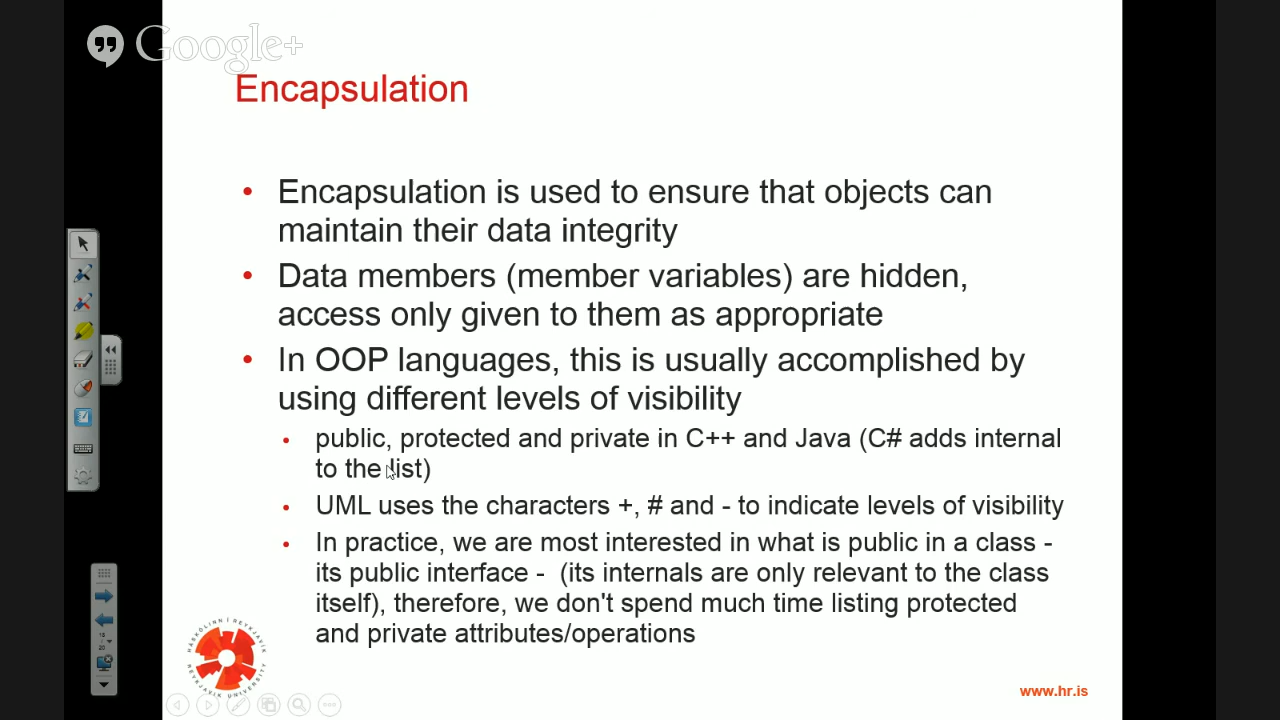 Google+
Encapsulation
• Encapsulation is used to ensure that objects can
maintain their data integrity
• Data members (member variables) are hidden,
access only given to them as appropriate
• In OOP languages, this is usually accomplished by
using different levels of visibility
• public, protected and private in C++ and Java (C# adds internal
to the list)
• UML uses the characters +, # and - to indicate levels of visibility
• In practice, we are most interested in what is public in a class -
its public interface - (its internals are only relevant to the class
itself), therefore, we don't spend much time listing protected
and private attributes/operations
HÁSKÓLINN Í REYKJAVÍK
REYKJAVIK UNIVERSITY
www.hr.is